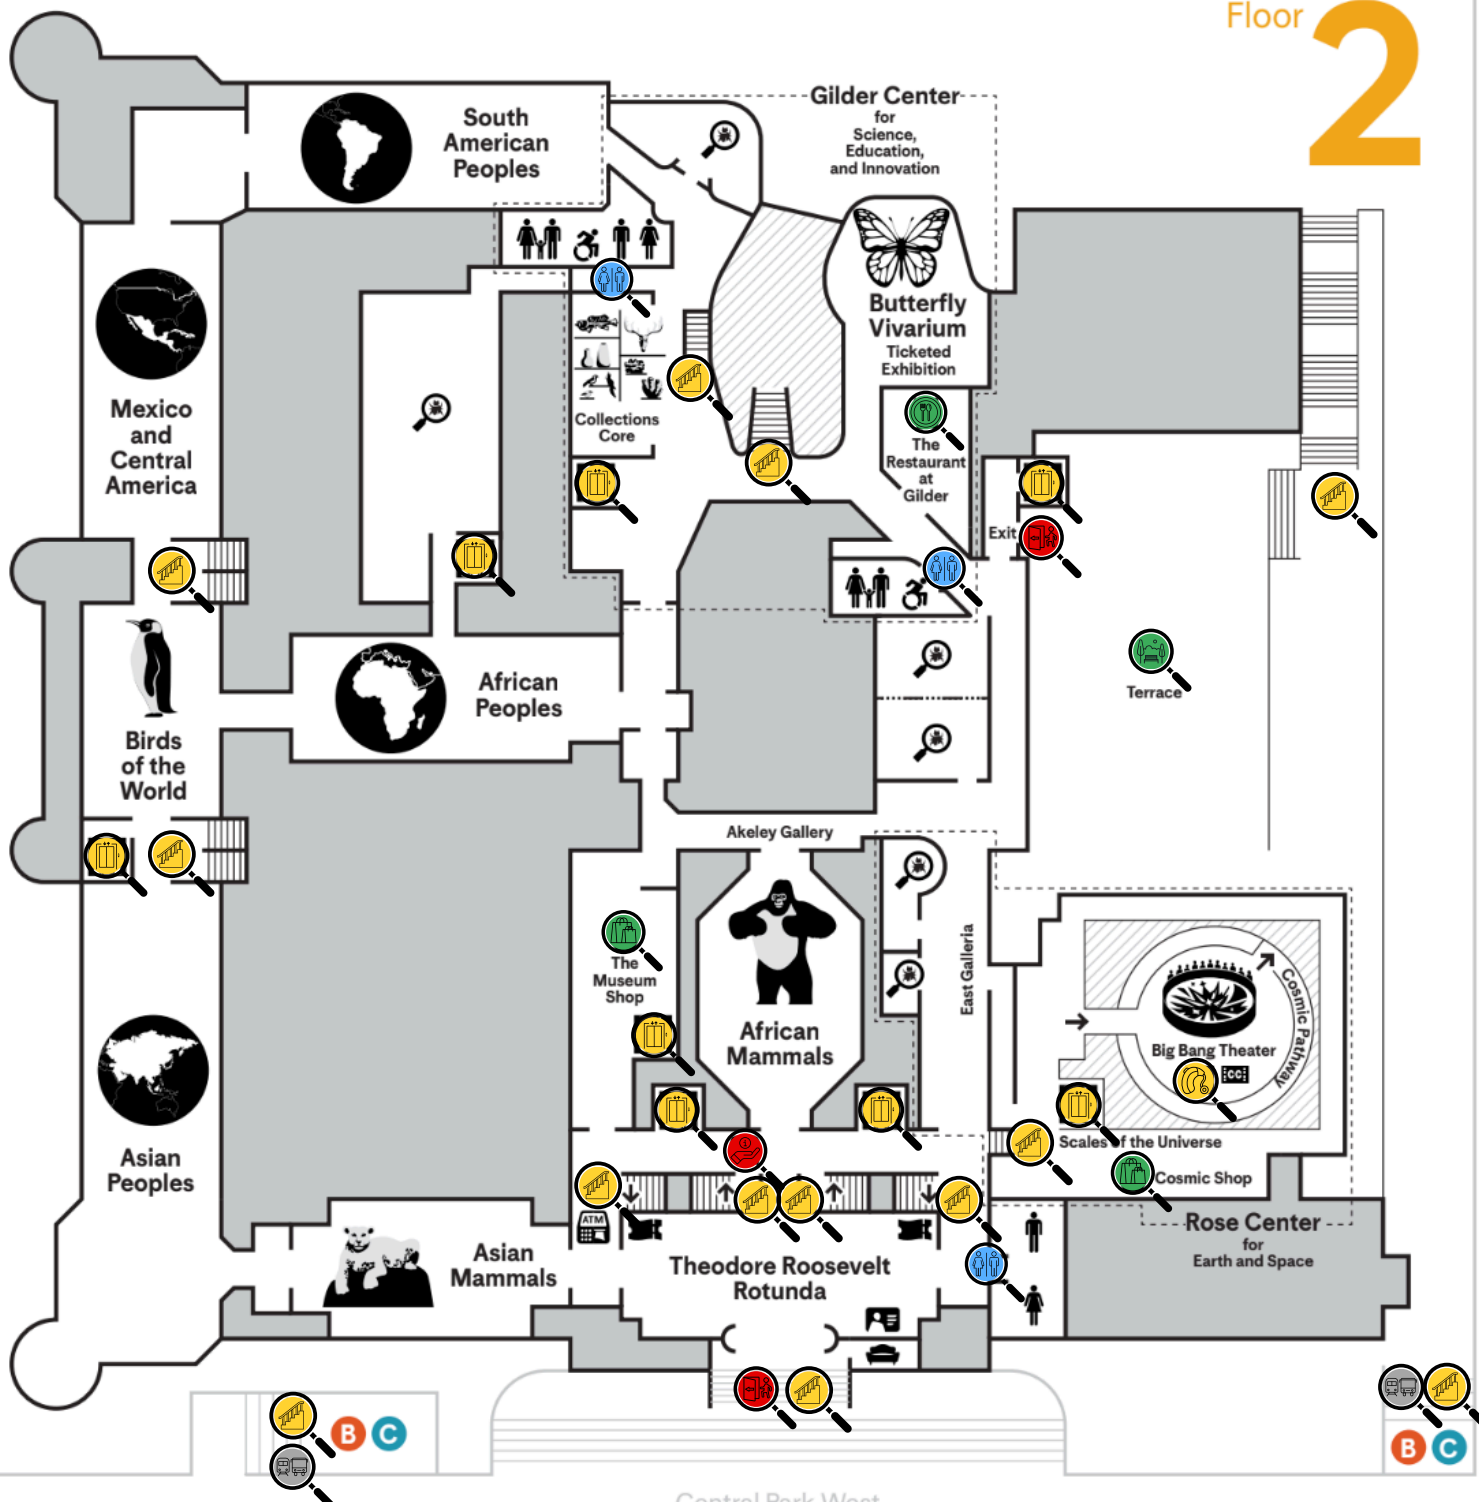 Floor
2
Gilder Center
for
Science,
Education,
and Innovation
South
American
Peoples
Butterfly
Vivarium
Ticketed
Exhibition
Mexico
and
Central
America
Collections
Core
The
Restaurant
at
Gilder
Exit
African
Peoples
Terrace
Birds
of the
World
Akeley Gallery
The
Museum
Shop
East Galleria
African
Mammals
Cosmic Pathway
Big Bang Theater
CC
Scales of the Universe
Cosmic Shop
Asian
Peoples
ATM
Asian
Mammals
Theodore Roosevelt
Rotunda
Rose Center
for
Earth and Space
B C
B C
Central Park West